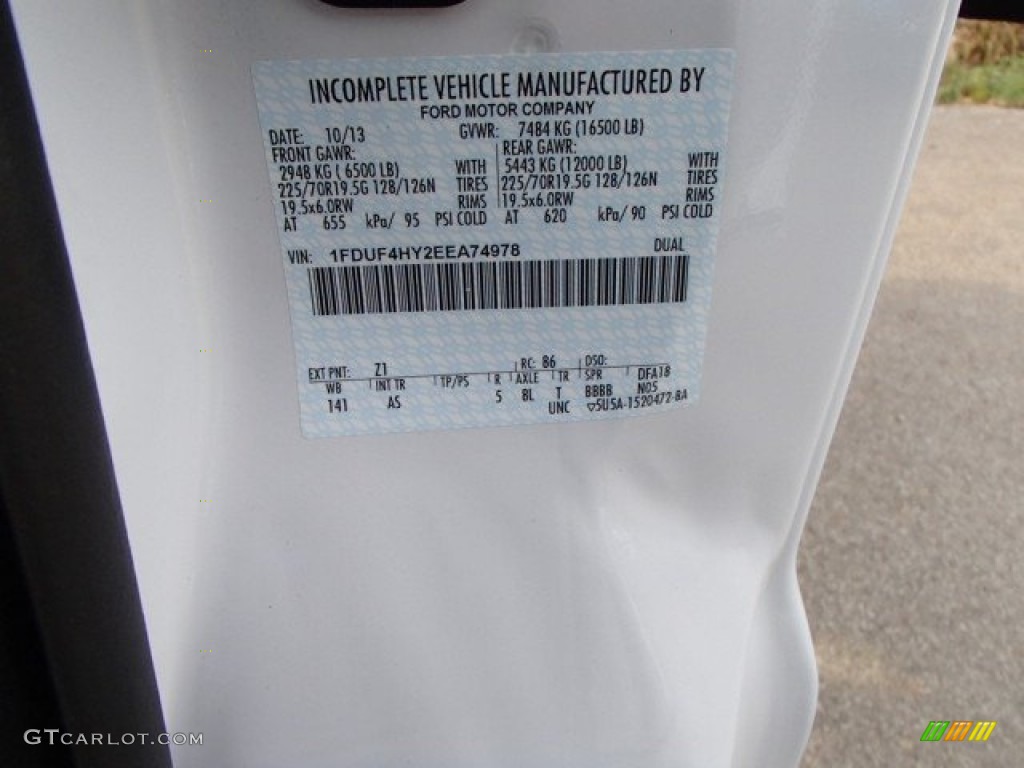 INCOMPLETE VEHICLE MANUFACTURED BY
FORD MOTOR COMPANY
DATE: 10/13 GVWR: 7484 KG (16500 LB)
FRONT GAWR: REAR GAWR:
2948 KG ( 6500 LB) WITH 5443 KG (12000 LB) WITH
225/70R19.5G 128/126N TIRES 225/70R19.5G 128/126N TIRES
19.5x6.0RW RIMS 19.5x6.0RW RIMS
AT 655 kPa/ 95 PSI COLD AT 620 kPa/ 90 PSI COLD
VIN: 1FDUF4HY2EEA74978 DUAL
EXT PNT: Z1 RC: 86 DSO:
WB INT TR TP/PS R AXLE TR SPR DFA18
141 AS 5 8L T BBBB N05
UNC ▽5U5A-1520472-BA
GTCARLOT.COM